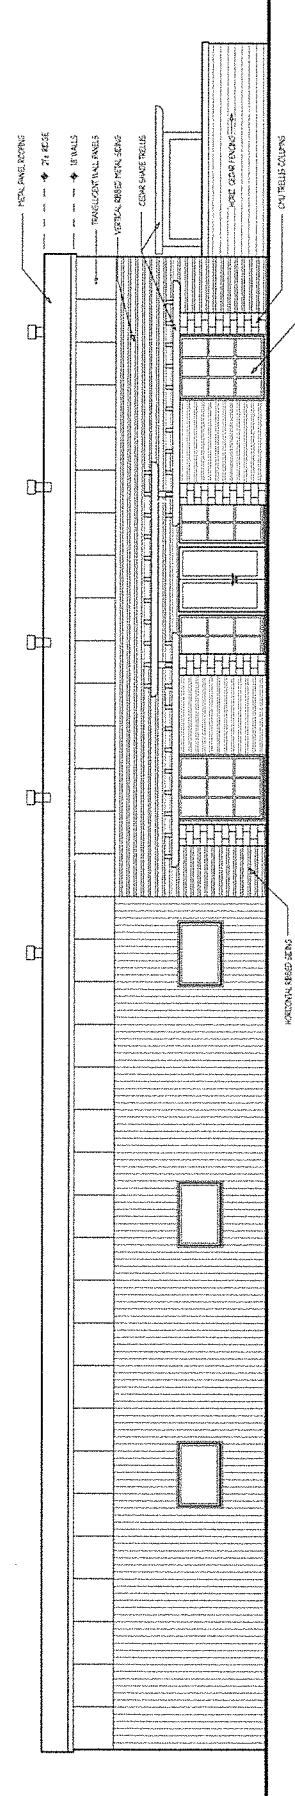 METAL PANEL ROOFING
21'± RIDGE
18' WALLS
TRANSLUCENT WALL PANELS
VERTICAL RIBBED METAL SIDING
CEDAR SHADE TRELLIS
HORIZ CEDAR FENCING
CMU TRELLIS COLUMNS
HORIZONTAL RIBBED SIDING